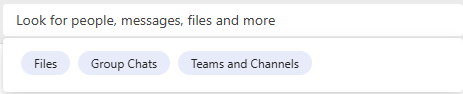 Look for people, messages, files and more
Files Group Chats Teams and Channels